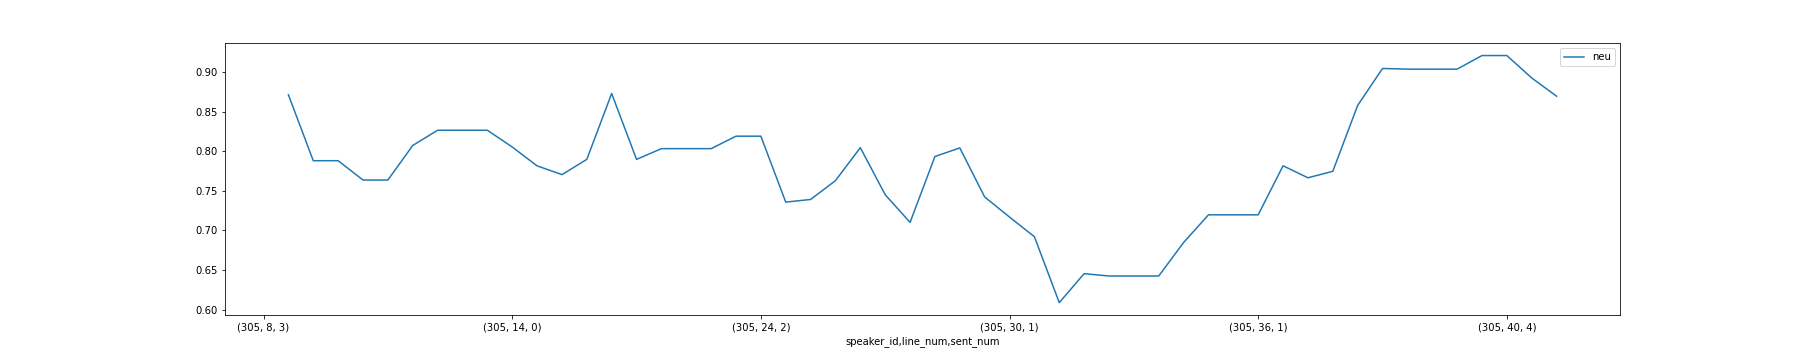 neu
0.90
0.85
0.80
0.75
0.70
0.65
0.60
(305, 8, 3) (305, 14, 0) (305, 24, 2) (305, 30, 1) (305, 36, 1) (305, 40, 4)
speaker_id,line_num,sent_num